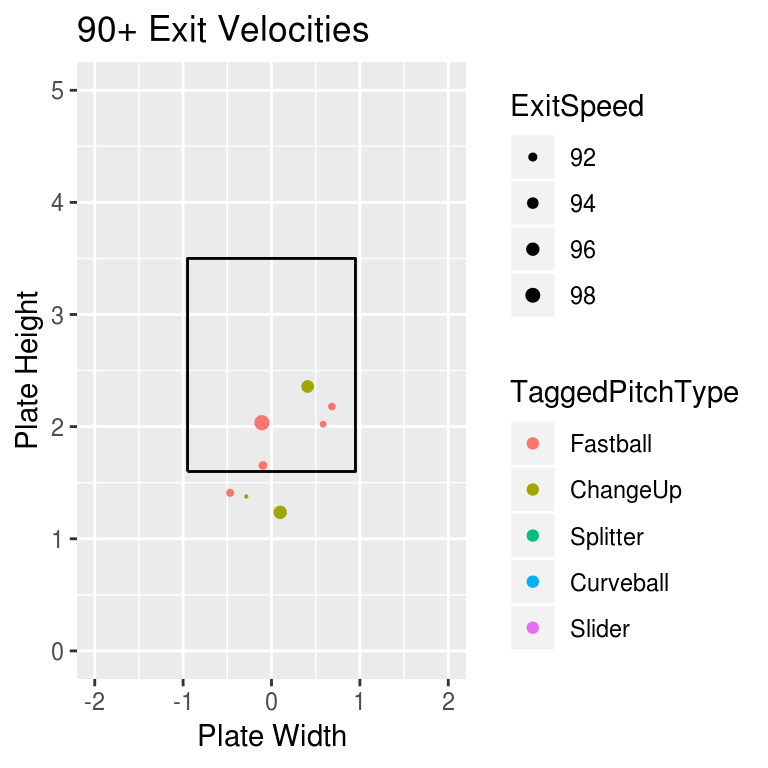 90+ Exit Velocities
5
4
3
2
1
0
-2 -1 0 1 2
Plate Width
Plate Height
ExitSpeed
92
94
96
98
TaggedPitchType
Fastball
ChangeUp
Splitter
Curveball
Slider